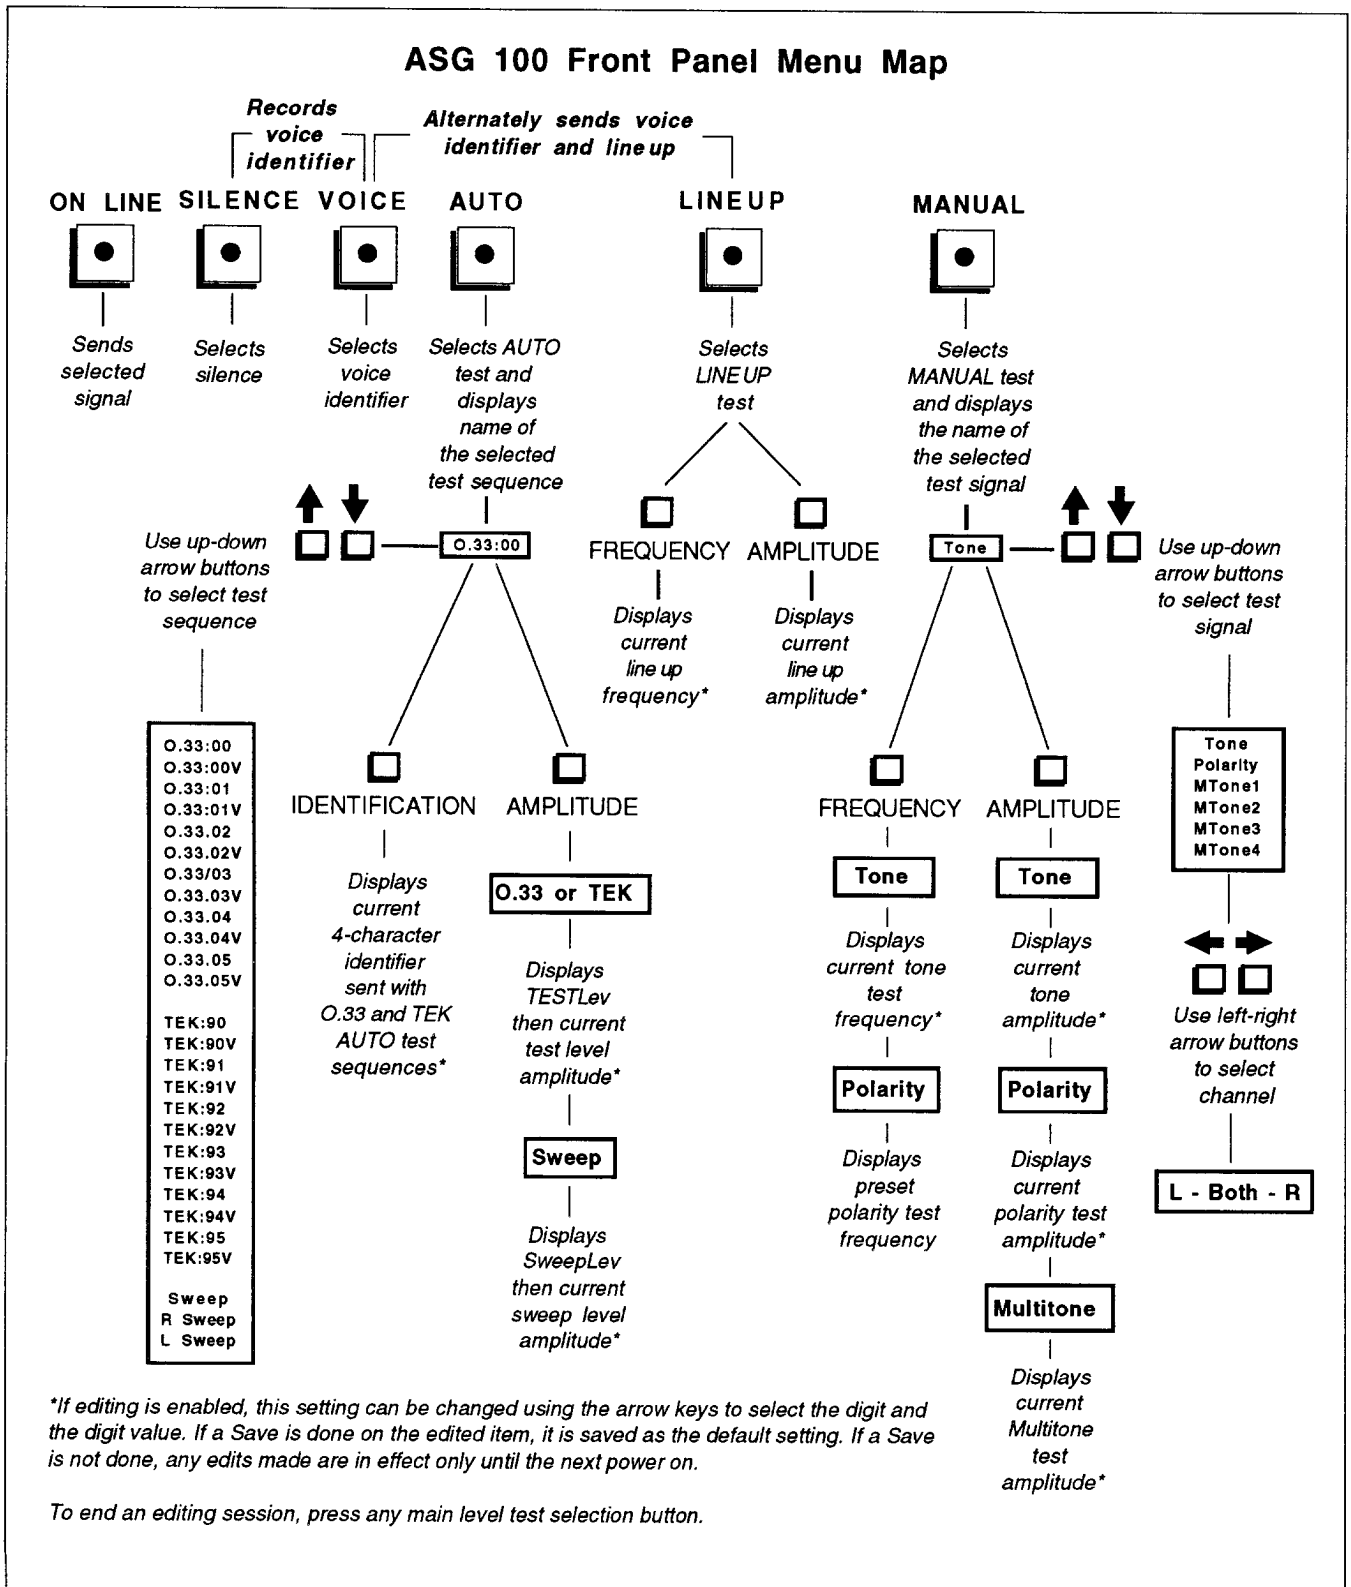 ASG 100 Front Panel Menu Map
Records
voice
identifier
Alternately sends voice
identifier and line up
ON LINE
SILENCE
VOICE
AUTO
LINEUP
MANUAL
Sends
selected
signal
Selects
silence
Selects
voice
identifier
Selects AUTO
test and
displays
name of
the selected
test sequence
Selects
LINEUP
test
Selects
MANUAL test
and displays
the name of
the selected
test signal
Use up-down
arrow buttons
to select test
sequence
O.33:00
FREQUENCY
AMPLITUDE
Tone
Use up-down
arrow buttons
to select test
signal
Displays
current
line up
frequency*
Displays
current
line up
amplitude*
O.33:00
O.33:00V
O.33:01
O.33:01V
O.33.02
O.33.02V
O.33/03
O.33.03V
O.33.04
O.33.04V
O.33.05
O.33.05V
TEK:90
TEK:90V
TEK:91
TEK:91V
TEK:92
TEK:92V
TEK:93
TEK:93V
TEK:94
TEK:94V
TEK:95
TEK:95V
Sweep
R Sweep
L Sweep
IDENTIFICATION
Displays
current
4-character
identifier
sent with
O.33 and TEK
AUTO test
sequences*
AMPLITUDE
O.33 or TEK
Displays
TESTLev
then current
test level
amplitude*
Sweep
Displays
SweepLev
then current
sweep level
amplitude*
FREQUENCY
Tone
Displays
current tone
test
frequency*
Polarity
Displays
preset
polarity test
frequency
AMPLITUDE
Tone
Displays
current
tone
amplitude*
Polarity
Displays
current
polarity test
amplitude*
Multitone
Displays
current
Multitone
test
amplitude*
Tone
Polarity
MTone1
MTone2
MTone3
MTone4
Use left-right
arrow buttons
to select
channel
L - Both - R
*If editing is enabled, this setting can be changed using the arrow keys to select the digit and
the digit value. If a Save is done on the edited item, it is saved as the default setting. If a Save
is not done, any edits made are in effect only until the next power on.
To end an editing session, press any main level test selection button.